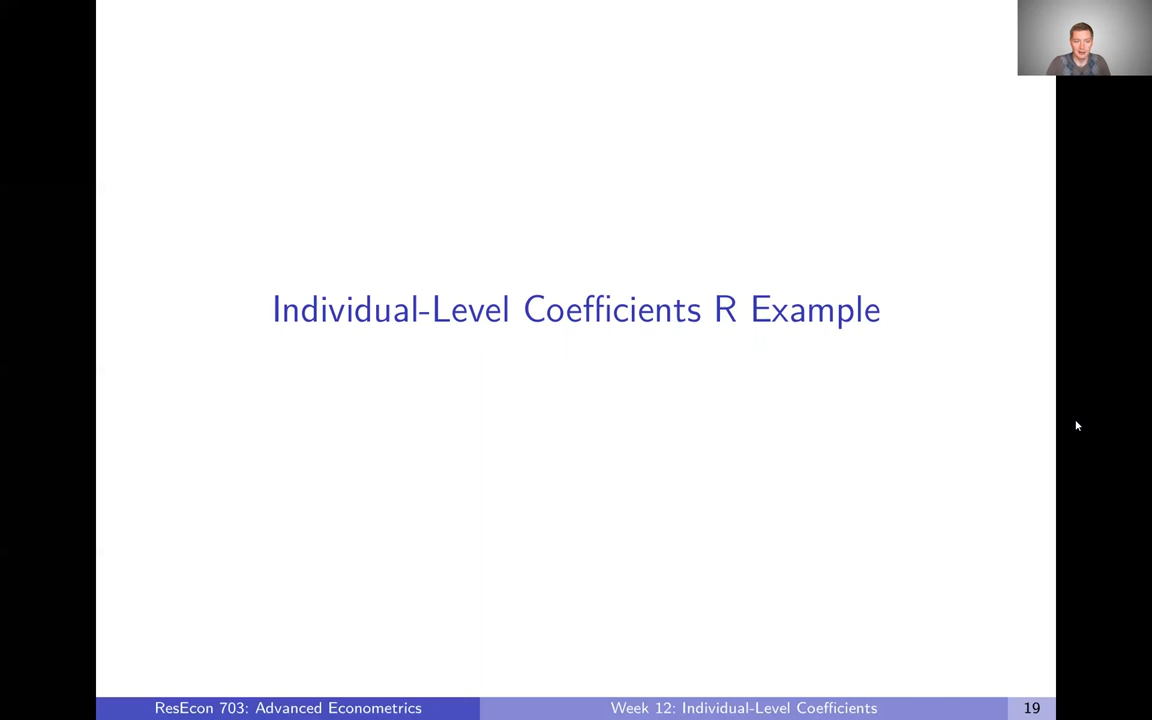 Individual-Level Coefficients R Example
ResEcon 703: Advanced Econometrics
Week 12: Individual-Level Coefficients
19